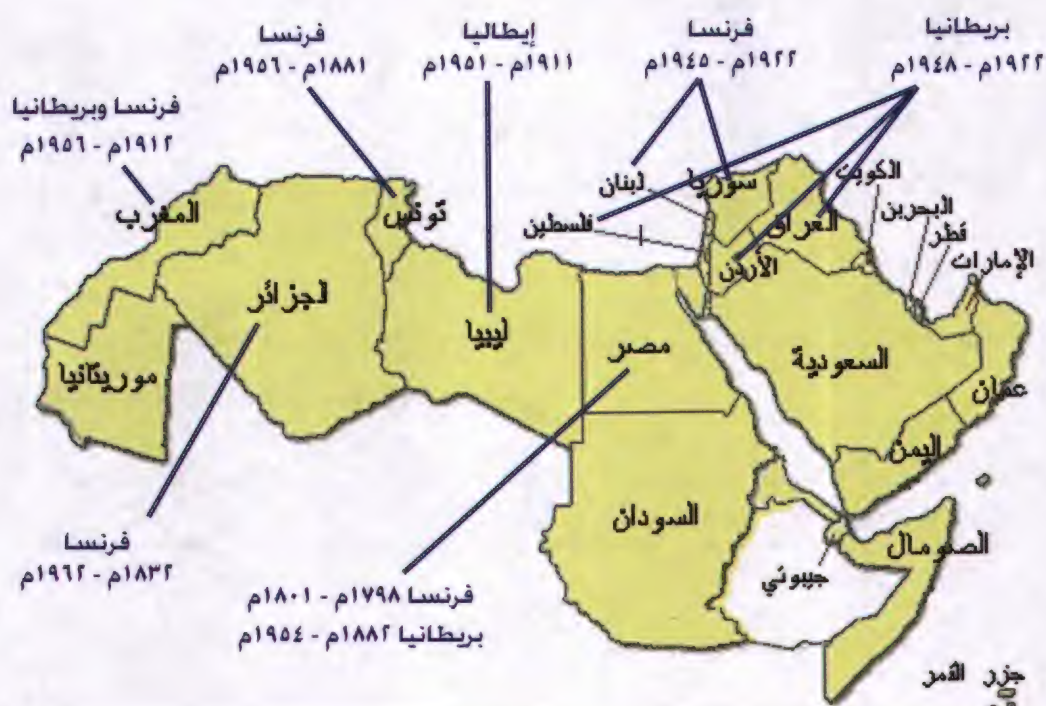 بريطانيا
١٩٢٢م - ١٩٤٨م
فرنسا
١٩٢٢م - ١٩٤٥م
إيطاليا
١٩١١م - ١٩٥١م
فرنسا
١٨٨١م - ١٩٥٦م
فرنسا وبريطانيا
١٩١٢م - ١٩٥٦م
الكويت
سوريا
لبنان
البحرين
المغرب
تونس
العراق
فلسطين
قطر
الإمارات
الأردن
الجزائر
ليبيا
مصر
السعودية
موريتانيا
عمان
اليمن
السودان
الصومال
جيبوتي
فرنسا
١٨٣٢م - ١٩٦٢م
فرنسا ١٧٩٨م - ١٨٠١م
بريطانيا ١٨٨٢م - ١٩٥٤م
جزر القمر